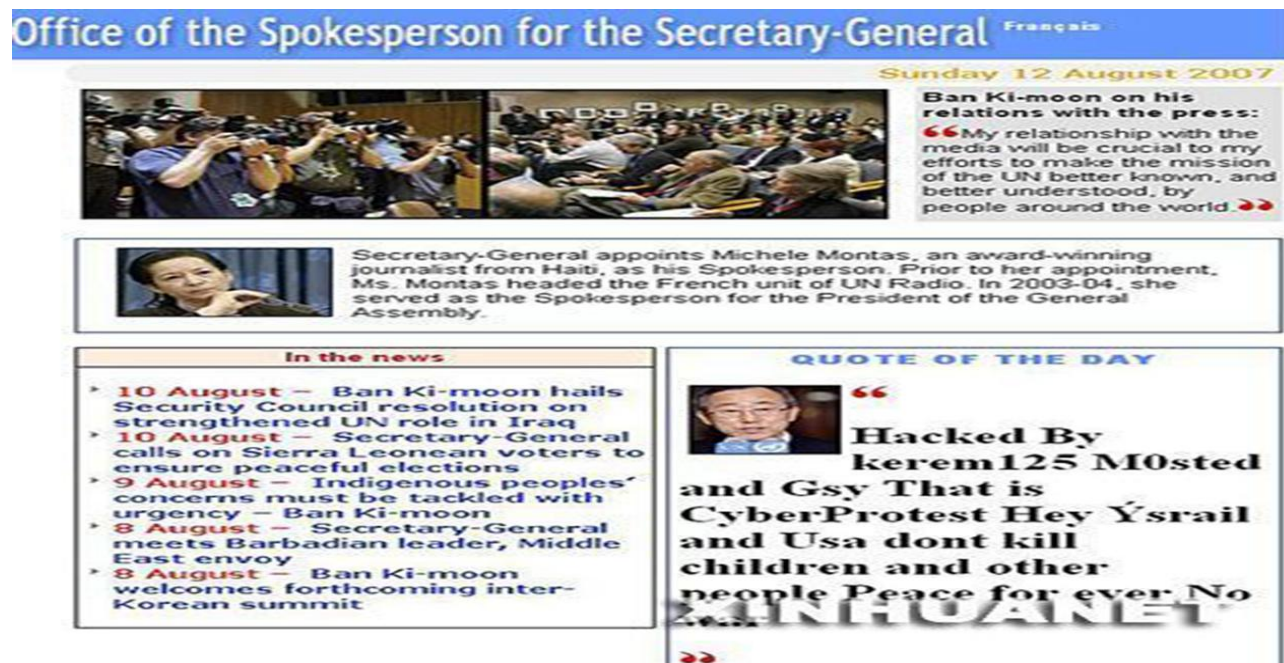 Office of the Spokesperson for the Secretary-General Français
Sunday 12 August 2007
Ban Ki-moon on his
relations with the press:
“My relationship with the
media will be crucial to my
efforts to make the mission
of the UN better known, and
better understood, by
people around the world.”
Secretary-General appoints Michele Montas, an award-winning
journalist from Haiti, as his Spokesperson. Prior to her appointment,
Ms. Montas headed the French unit of UN Radio. In 2003-04, she
served as the Spokesperson for the President of the General
Assembly.
In the news
10 August – Ban Ki-moon hails
Security Council resolution on
strengthened UN role in Iraq
10 August – Secretary-General
calls on Sierra Leonean voters to
ensure peaceful elections
9 August – Indigenous peoples’
concerns must be tackled with
urgency – Ban Ki-moon
8 August – Secretary-General
meets Barbadian leader, Middle
East envoy
8 August – Ban Ki-moon
welcomes forthcoming inter-
Korean summit
QUOTE OF THE DAY
“
Hacked By
kerem125 M0sted
and Gsy That is
CyberProtest Hey Ýsrail
and Usa dont kill
children and other
people Peace for ever No
war
XINHUANET
”